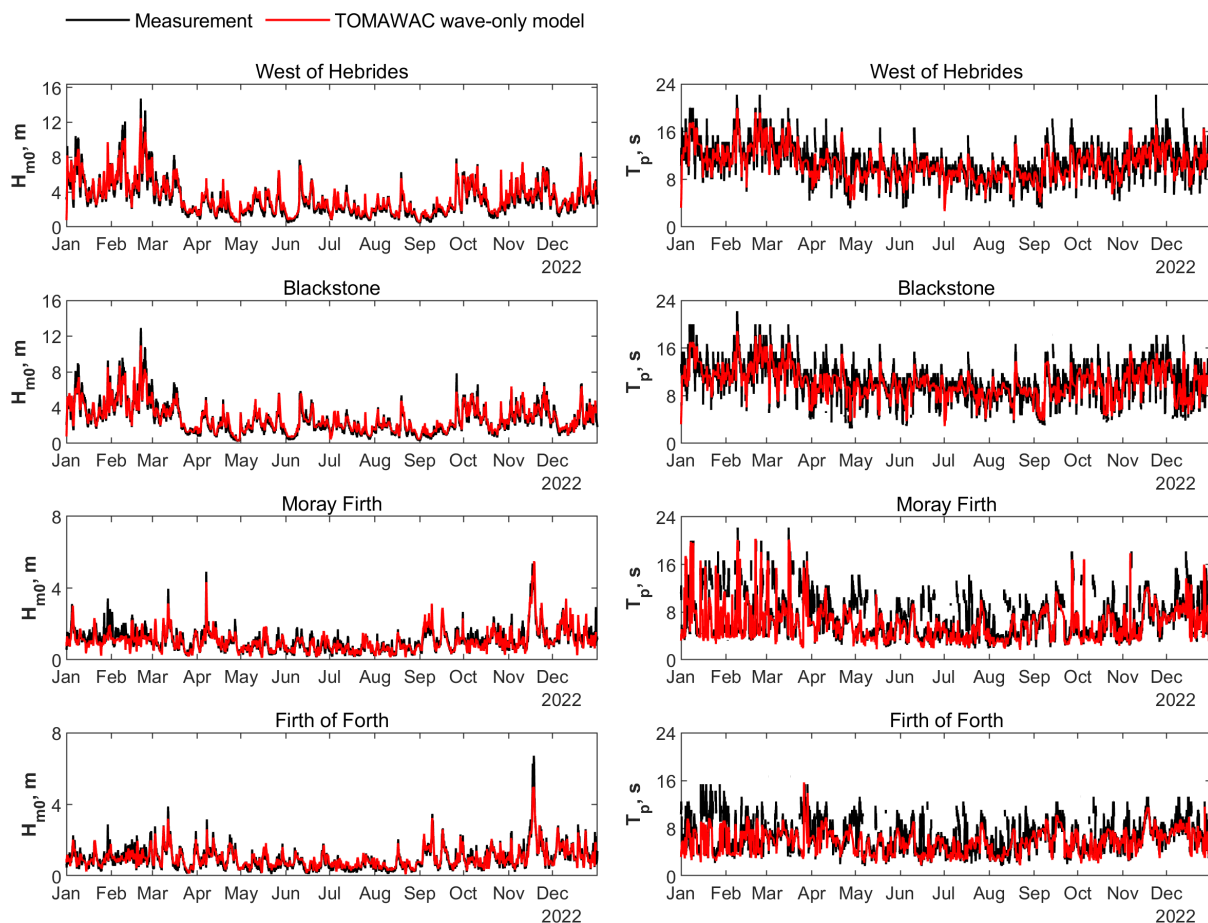 Measurement TOMAWAC wave-only model
West of Hebrides
H_m0, m
16
12
8
4
0
Jan Feb Mar Apr May Jun Jul Aug Sep Oct Nov Dec
2022
West of Hebrides
T_p, s
24
16
8
0
Jan Feb Mar Apr May Jun Jul Aug Sep Oct Nov Dec
2022
Blackstone
H_m0, m
16
12
8
4
0
Jan Feb Mar Apr May Jun Jul Aug Sep Oct Nov Dec
2022
Blackstone
T_p, s
24
16
8
0
Jan Feb Mar Apr May Jun Jul Aug Sep Oct Nov Dec
2022
Moray Firth
H_m0, m
8
4
0
Jan Feb Mar Apr May Jun Jul Aug Sep Oct Nov Dec
2022
Moray Firth
T_p, s
24
16
8
0
Jan Feb Mar Apr May Jun Jul Aug Sep Oct Nov Dec
2022
Firth of Forth
H_m0, m
8
4
0
Jan Feb Mar Apr May Jun Jul Aug Sep Oct Nov Dec
2022
Firth of Forth
T_p, s
24
16
8
0
Jan Feb Mar Apr May Jun Jul Aug Sep Oct Nov Dec
2022